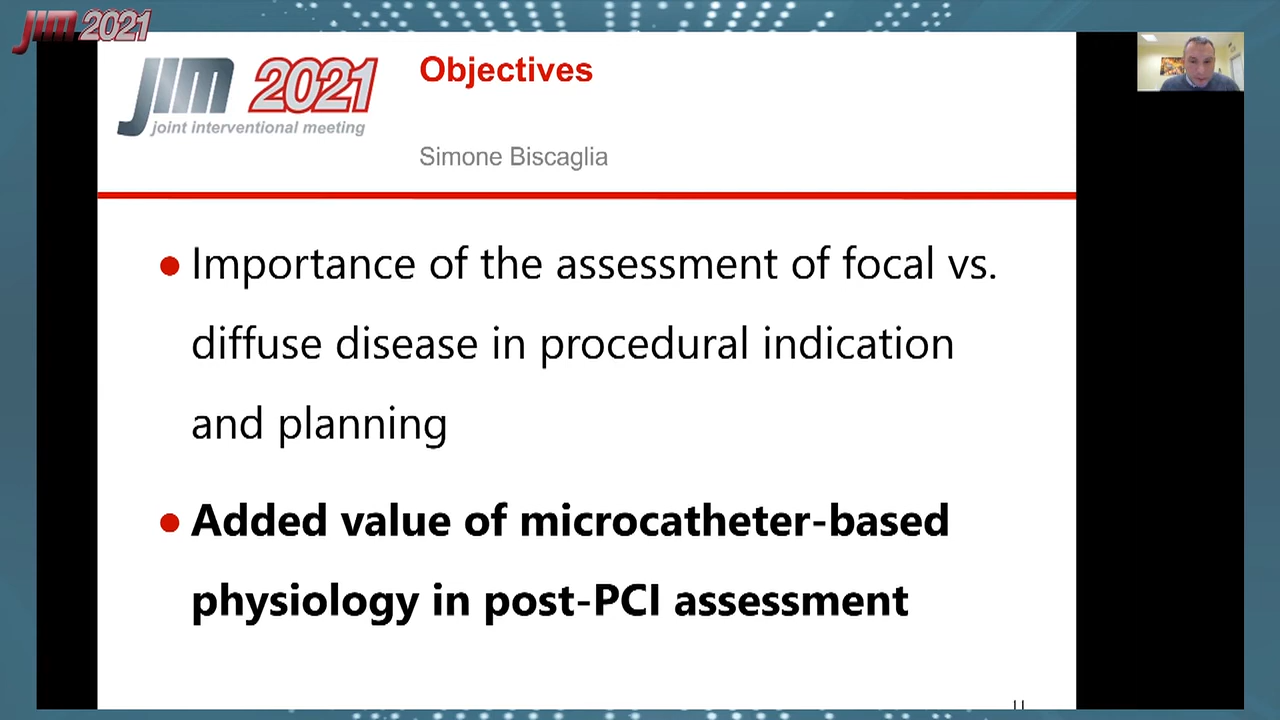 JIM 2021
JIM 2021
joint interventional meeting
Objectives
Simone Biscaglia
Importance of the assessment of focal vs.
diffuse disease in procedural indication
and planning
Added value of microcatheter-based
physiology in post-PCI assessment